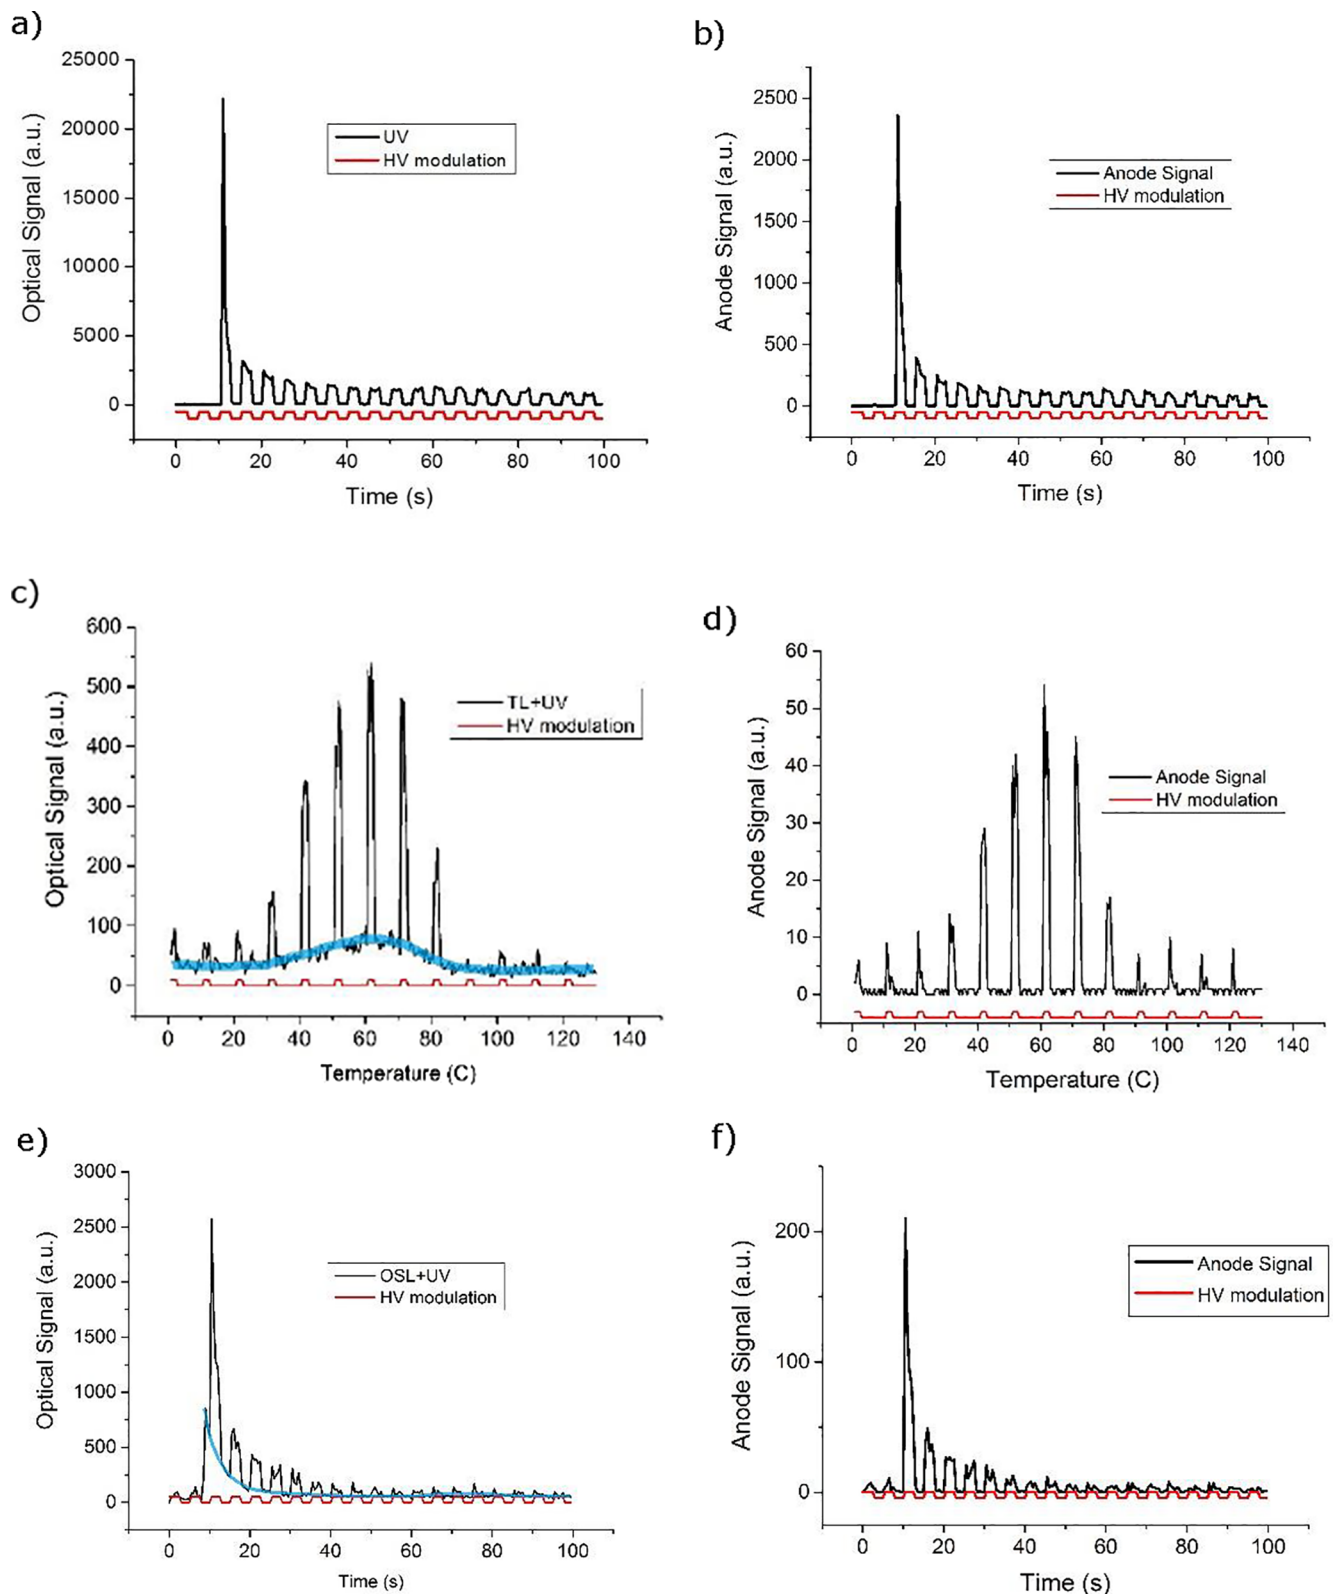 a)
25000
20000
15000
10000
5000
0
Optical Signal (a.u.)
UV
HV modulation
0 20 40 60 80 100
Time (s)
b)
2500
2000
1500
1000
500
0
Anode Signal (a.u.)
Anode Signal
HV modulation
0 20 40 60 80 100
Time (s)
c)
600
500
400
300
200
100
0
Optical Signal (a.u.)
TL+UV
HV modulation
0 20 40 60 80 100 120 140
Temperature (C)
d)
60
50
40
30
20
10
0
Anode Signal (a.u.)
Anode Signal
HV modulation
0 20 40 60 80 100 120 140
Temperature (C)
e)
3000
2500
2000
1500
1000
500
0
Optical Signal (a.u.)
OSL+UV
HV modulation
0 20 40 60 80 100
Time (s)
f)
200
100
0
Anode Signal (a.u.)
Anode Signal
HV modulation
0 20 40 60 80 100
Time (s)